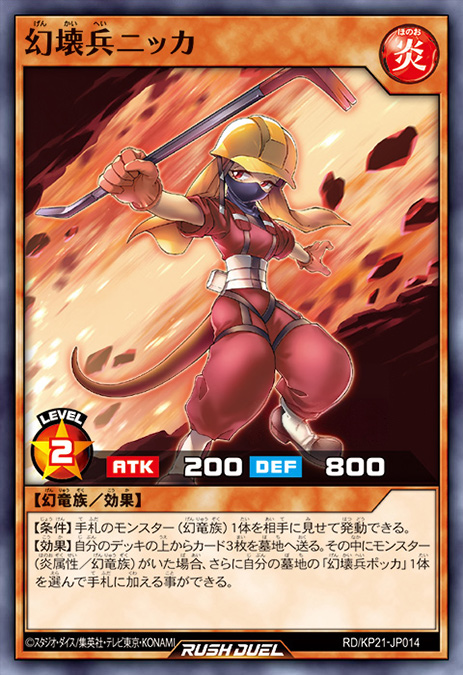 幻壊兵ニッカ
炎
LEVEL
2
ATK 200 DEF 800
【幻竜族／効果】
【条件】手札のモンスター（幻竜族）1体を相手に見せて発動できる。
【効果】自分のデッキの上からカード3枚を墓地へ送る。その中にモンスター
（炎属性／幻竜族）がいた場合、さらに自分の墓地の「幻壊兵ボッカ」1体
を選んで手札に加える事ができる。
©スタジオ・ダイス/集英社・テレビ東京・KONAMI
RUSH DUEL
RD/KP21-JP014